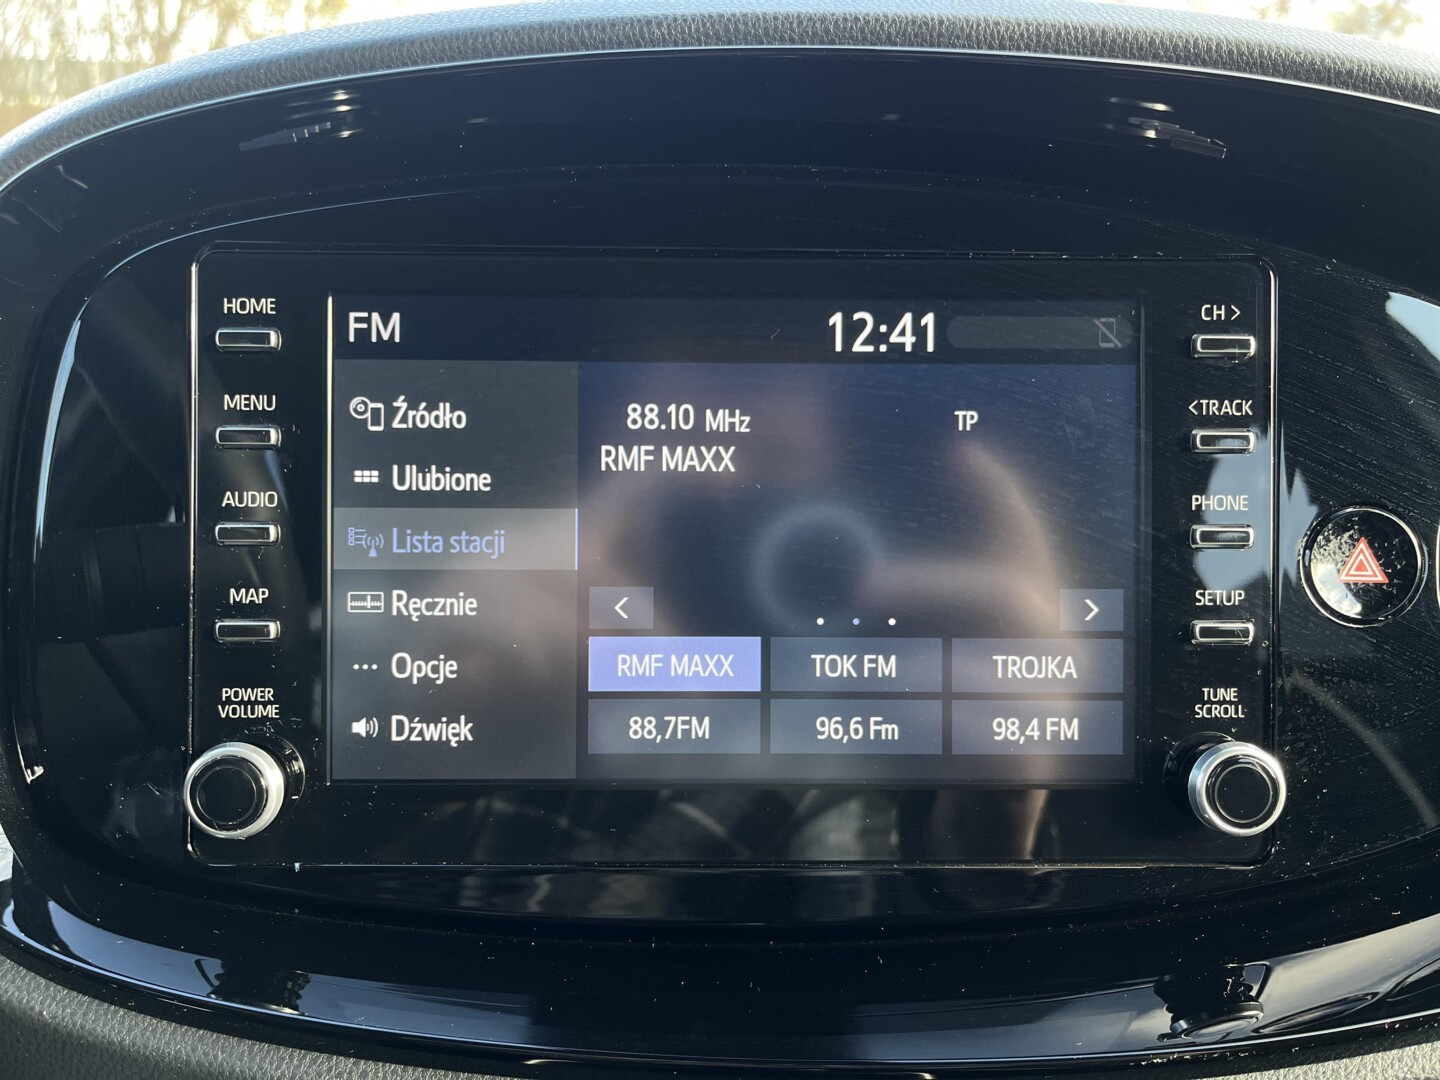 HOME
MENU
AUDIO
MAP
POWER
VOLUME
FM
12:41
Źródło
Ulubione
Lista stacji
Ręcznie
Opcje
Dźwięk
88.10 MHz
TP
RMF MAXX
<
>
RMF MAXX
TOK FM
TROJKA
88,7FM
96,6 Fm
98,4 FM
CH >
<TRACK
PHONE
SETUP
TUNE
SCROLL